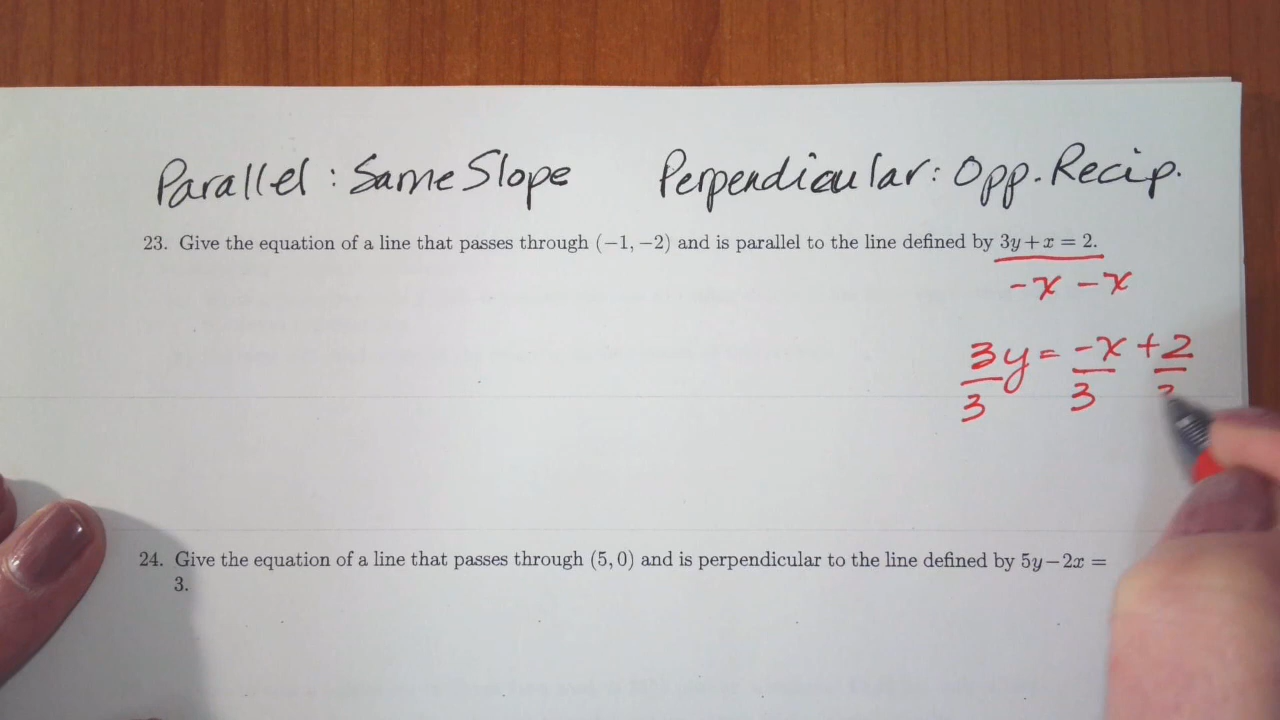 Parallel : Same Slope Perpendicular : Opp. Recip.
23. Give the equation of a line that passes through (−1, −2) and is parallel to the line defined by 3y + x = 2.
-x -x
3y = -x + 2
3 3
24. Give the equation of a line that passes through (5, 0) and is perpendicular to the line defined by 5y − 2x =
3.